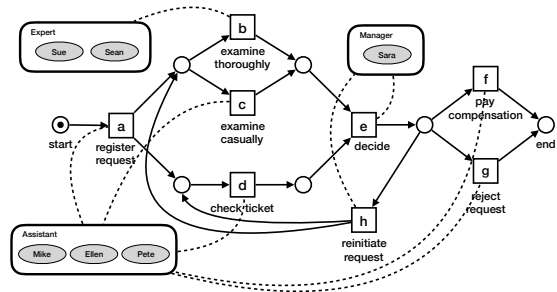 Expert
Sue
Sean
b
examine
thoroughly
Manager
Sara
f
pay
compensation
c
examine
casually
start
a
register
request
e
decide
end
g
reject
request
d
check ticket
h
reinitiate
request
Assistant
Mike
Ellen
Pete